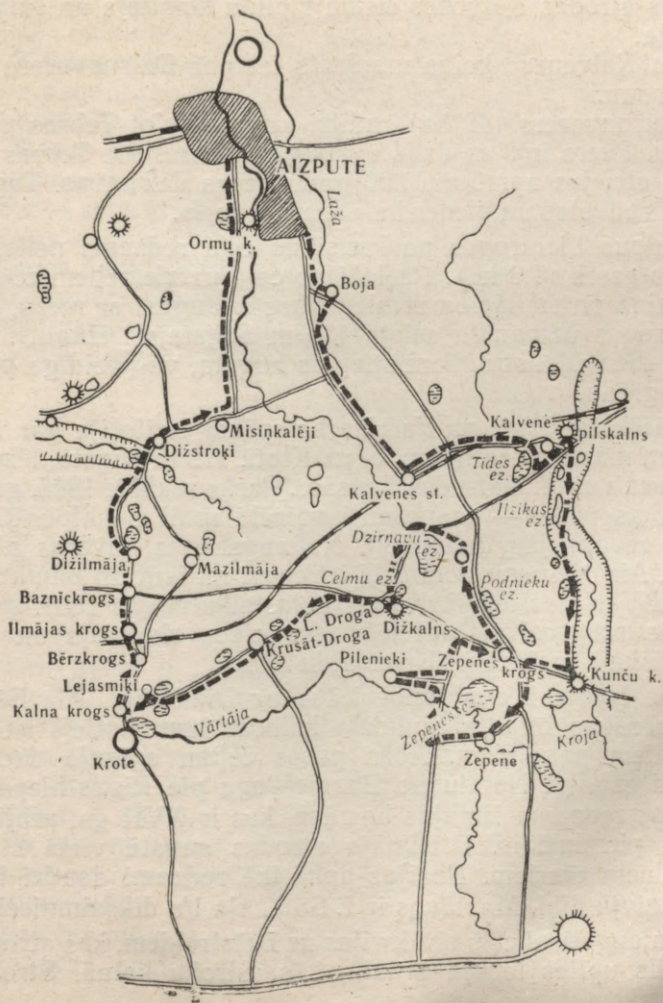 AIZPUTE
Laža
Ormu k.
Boja
Kalvene
pilskalns
Misiņkalēji
Dižstroķi
Tides
ez.
Kalvenes st.
Ilzikas
ez.
Dzirnavu
ez.
Dižilmāja
Mazilmāja
Celmu ez.
Podnieku
ez.
Baznīckrogs
L. Droga
Dižkalns
Ilmājas krogs
Krusāt-Droga
Bērzkrogs
Pilenieki
Zepenes
krogs
Kunču k.
Lejasmiķi
Kalna krogs
Vārtāja
Zepenes
Kroja
Krote
Zepene